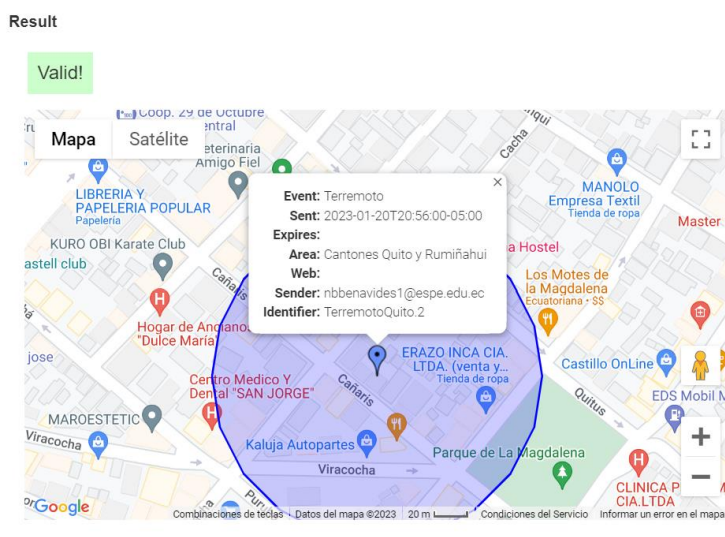 Result
Valid!
Coop. 29 de Octubre
entral
Mapa
Satélite
eterinaria
Amigo Fiel
Cacha
LIBRERIA Y
PAPELERIA POPULAR
Papelería
MANOLO
Empresa Textil
Tienda de ropa
Master
Event: Terremoto
Sent: 2023-01-20T20:56:00-05:00
Expires:
Area: Cantones Quito y Rumiñahui
Web:
Sender: nbbenavides1@espe.edu.ec
Identifier: TerremotoQuito.2
KURO OBI Karate Club
astell club
a Hostel
Cañaris
Los Motes de
la Magdalena
Ecuatoriana · $$
Hogar de Ancianos
"Dulce María"
jose
ERAZO INCA CIA.
LTDA. (venta y...
Tienda de ropa
Castillo OnLine
Centro Medico Y
Dental "SAN JORGE"
Cañaris
Quitus
EDS Mobil M
MAROESTETIC
Viracocha
Kaluja Autopartes
Parque de La Magdalena
Viracocha
CLINICA P
CIA.LTDA
Google
Combinaciones de teclas
Datos del mapa ©2023
20 m
Condiciones del Servicio
Informar un error en el mapa